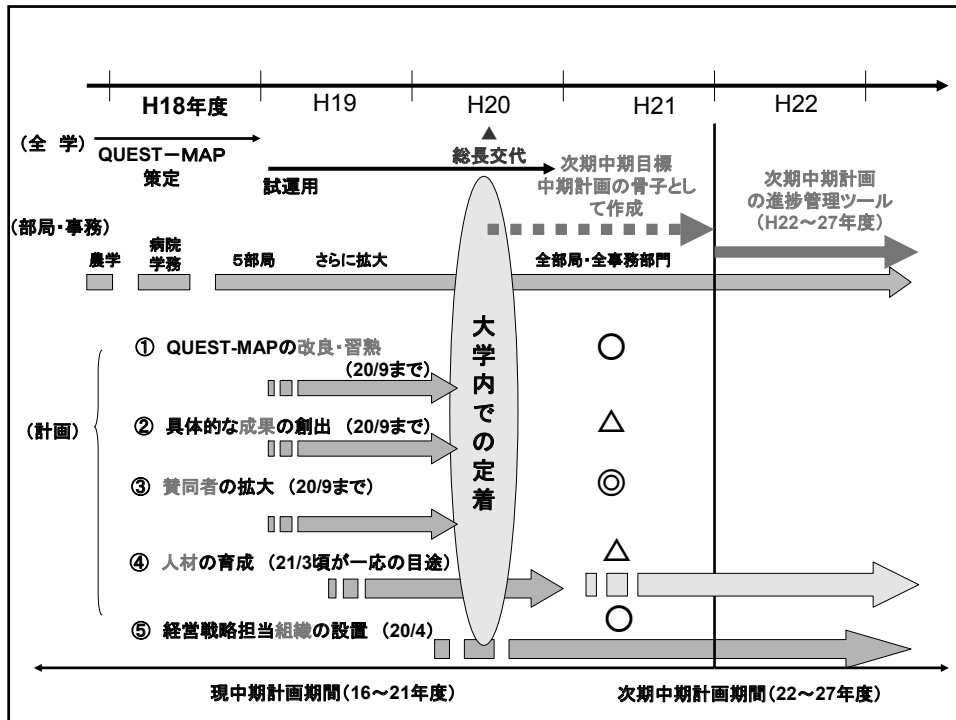 H18年度
H19
H20
H21
H22
(全 学)
QUEST－MAP
策定
試運用
▲
総長交代
次期中期目標
中期計画の骨子とし
て作成
次期中期計画
の進捗管理ツール
(H22～27年度)
(部局・事務)
農学
病院
学務
5部局
さらに拡大
全部局・全事務部門
大学内での定着
(計画)
① QUEST-MAPの改良・習熟
(20/9まで)
○
② 具体的な成果の創出 (20/9まで)
△
③ 賛同者の拡大 (20/9まで)
◎
④ 人材の育成 (21/3頃が一応の目途)
△
⑤ 経営戦略担当組織の設置 (20/4)
○
現中期計画期間(16～21年度)
次期中期計画期間(22～27年度)